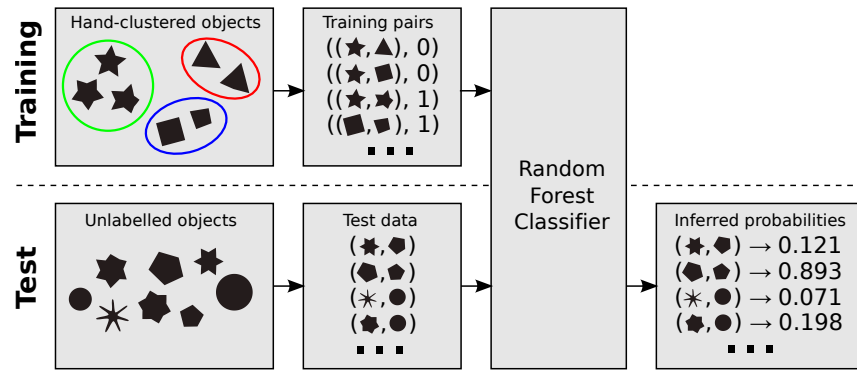 Training
Hand-clustered objects
Training pairs
((★,▲), 0)
((★,■), 0)
((★,★), 1)
((■,■), 1)
...
Random
Forest
Classifier
Test
Unlabelled objects
Test data
(✶,⬟)
(⬟,⬟)
(✶,●)
(✶,●)
...
Inferred probabilities
(✶,⬟) → 0.121
(⬟,⬟) → 0.893
(✶,●) → 0.071
(✶,●) → 0.198
...